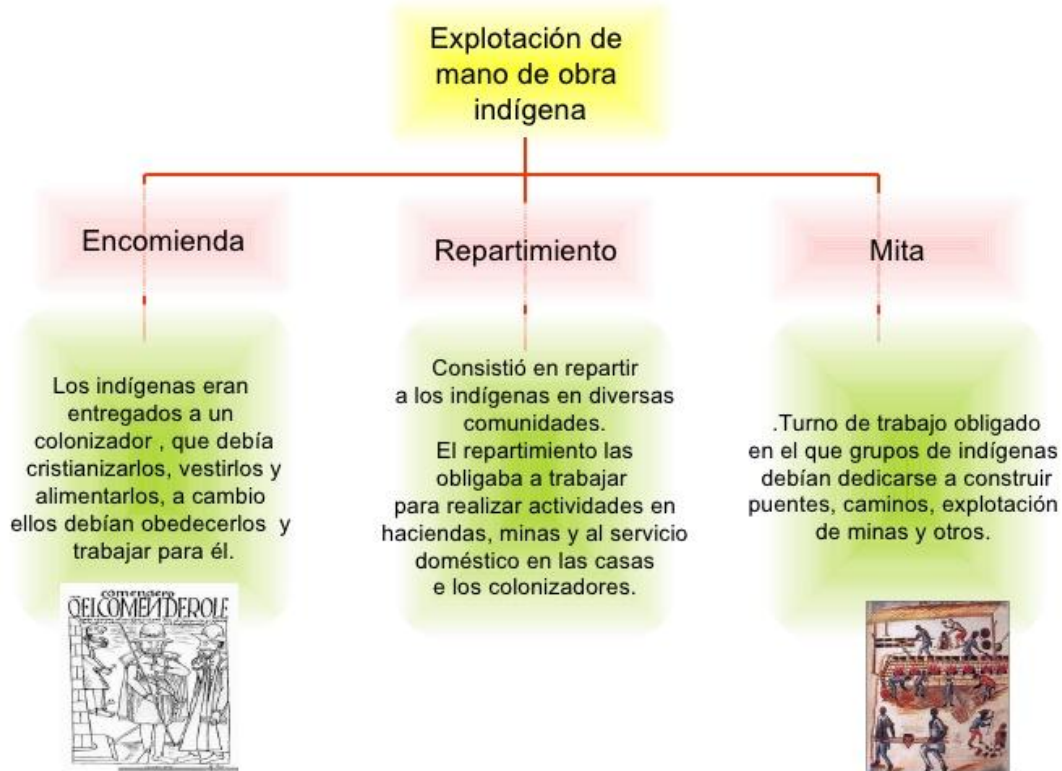 Explotación de
mano de obra
indígena
Encomienda
Repartimiento
Mita
Los indígenas eran
entregados a un
colonizador , que debía
cristianizarlos, vestirlos y
alimentarlos, a cambio
ellos debían obedecerlos y
trabajar para él.
Consistió en repartir
a los indígenas en diversas
comunidades.
El repartimiento las
obligaba a trabajar
para realizar actividades en
haciendas, minas y al servicio
doméstico en las casas
e los colonizadores.
.Turno de trabajo obligado
en el que grupos de indígenas
debían dedicarse a construir
puentes, caminos, explotación
de minas y otros.
comendero